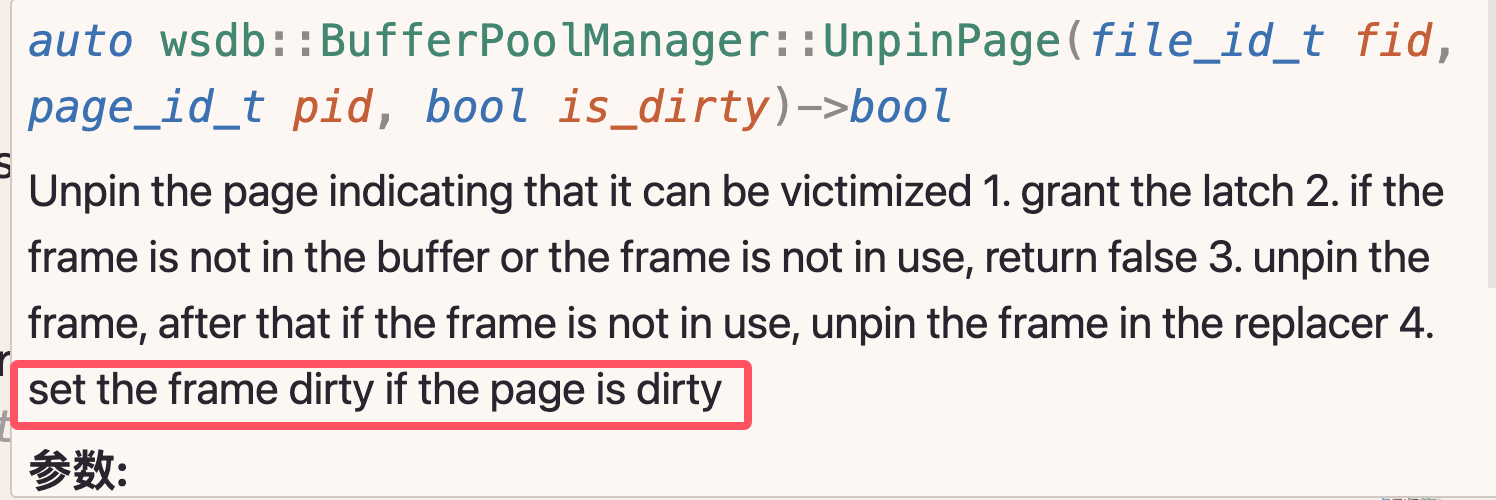 auto wsdb::BufferPoolManager::UnpinPage(file_id_t fid,
page_id_t pid, bool is_dirty)->bool
Unpin the page indicating that it can be victimized 1. grant the latch 2. if the
frame is not in the buffer or the frame is not in use, return false 3. unpin the
frame, after that if the frame is not in use, unpin the frame in the replacer 4.
set the frame dirty if the page is dirty
参数: